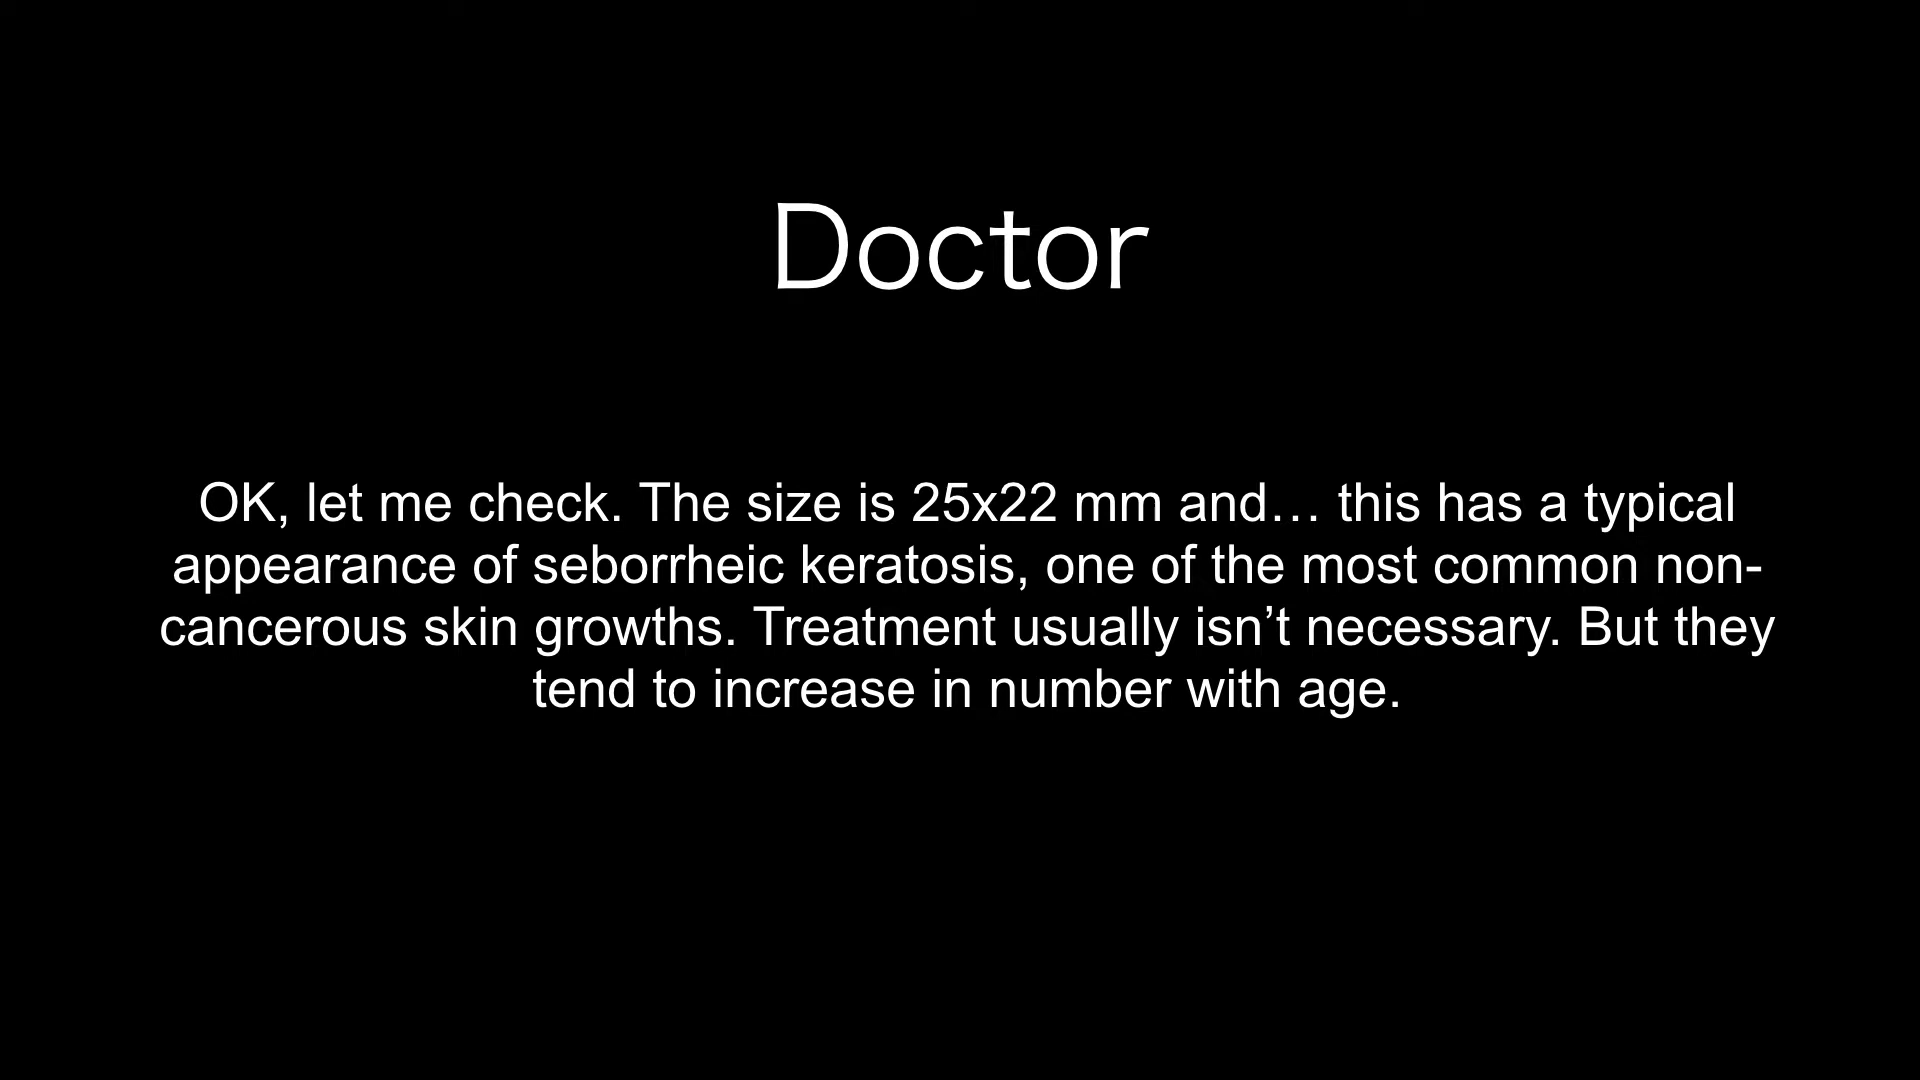 Doctor
OK, let me check. The size is 25x22 mm and… this has a typical
appearance of seborrheic keratosis, one of the most common non-
cancerous skin growths. Treatment usually isn’t necessary. But they
tend to increase in number with age.